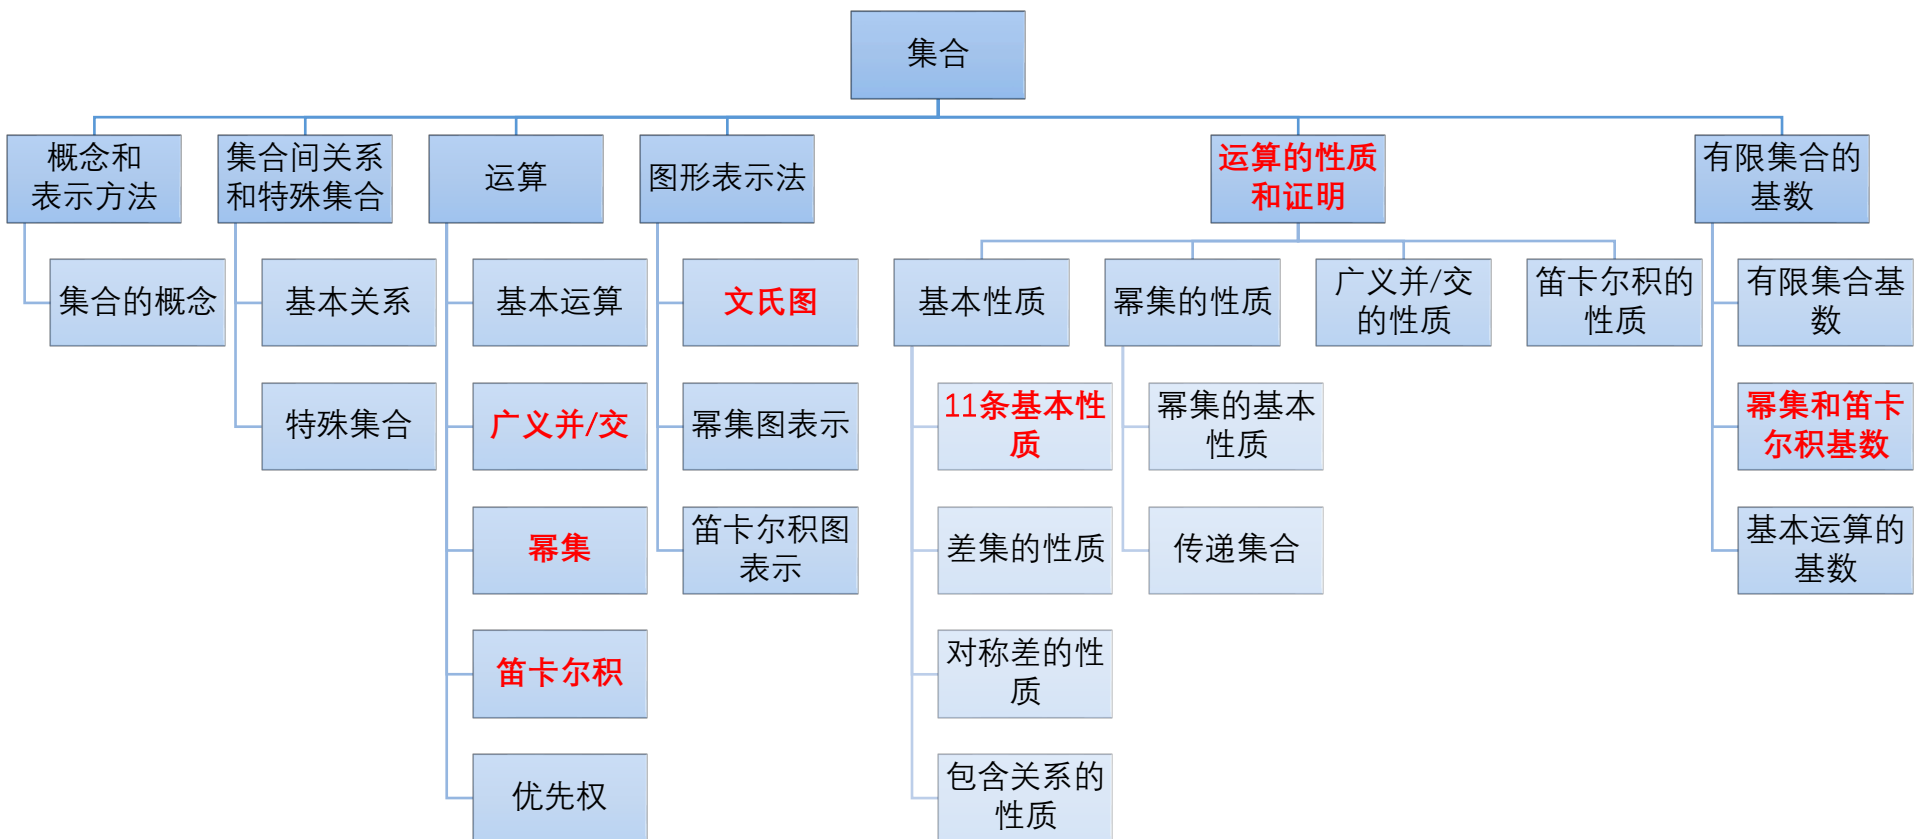 集合
概念和
表示方法
集合间关系
和特殊集合
运算
图形表示法
运算的性质
和证明
有限集合的
基数
集合的概念
基本关系
特殊集合
基本运算
广义并/交
幂集
笛卡尔积
优先权
文氏图
幂集图表示
笛卡尔积图
表示
基本性质
11条基本性
质
差集的性质
对称差的性
质
包含关系的
性质
幂集的性质
幂集的基本
性质
传递集合
广义并/交
的性质
笛卡尔积的
性质
有限集合基
数
幂集和笛卡
尔积基数
基本运算的
基数